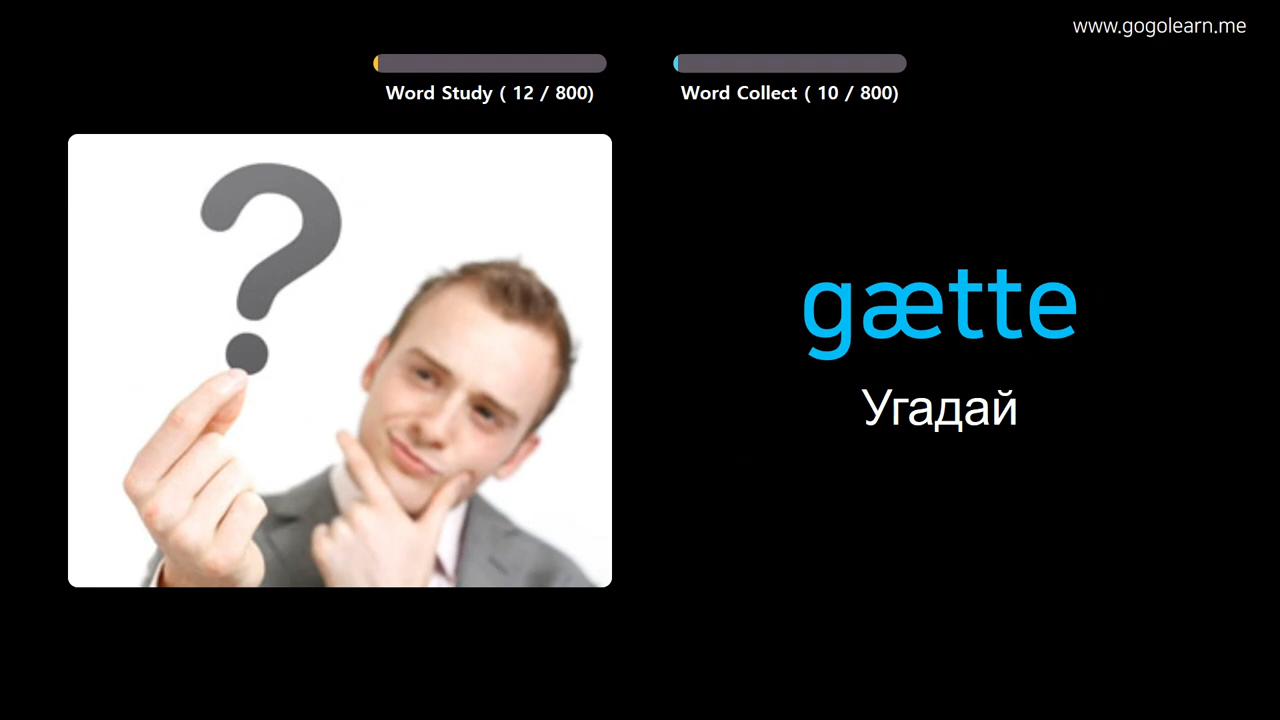 www.gogolearn.me
Word Study ( 12 / 800)
Word Collect ( 10 / 800)
?
gætte
Угадай